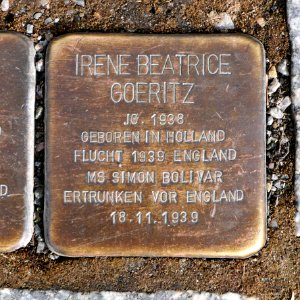 IRENE BEATRICE
GOERITZ
JG. 1938
GEBOREN IN HOLLAND
FLUCHT 1939 ENGLAND
MS SIMON BOLIVAR
ERTRUNKEN VOR ENGLAND
18.11.1939